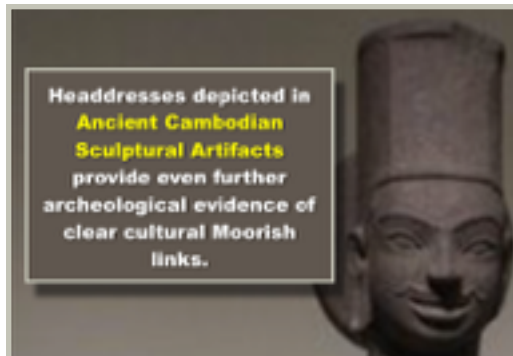 Headdresses depicted in
Ancient Cambodian
Sculptural Artifacts
provide even further
archeological evidence of
clear cultural Moorish
links.